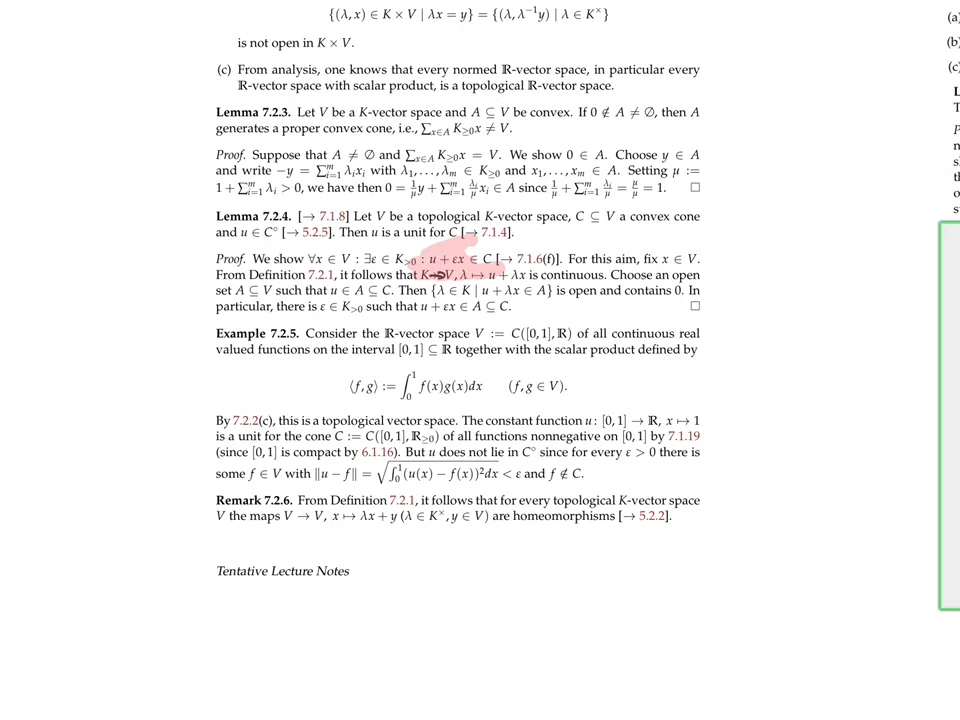 {(λ, x) ∈ K × V | λx = y} = {(λ, λ⁻¹y) | λ ∈ K^×}
is not open in K × V.
(c) From analysis, one knows that every normed ℝ-vector space, in particular every
ℝ-vector space with scalar product, is a topological ℝ-vector space.
Lemma 7.2.3. Let V be a K-vector space and A ⊆ V be convex. If 0 ∉ A ≠ ∅, then A
generates a proper convex cone, i.e., ∑_{x∈A} K_{≥0}x ≠ V.
Proof. Suppose that A ≠ ∅ and ∑_{x∈A} K_{≥0}x = V. We show 0 ∈ A. Choose y ∈ A
and write −y = ∑_{i=1}^m λ_i x_i with λ_1, . . . , λ_m ∈ K_{≥0} and x_1, . . . , x_m ∈ A. Setting μ :=
1 + ∑_{i=1}^m λ_i > 0, we have then 0 = 1/μ y + ∑_{i=1}^m λ_i/μ x_i ∈ A since 1/μ + ∑_{i=1}^m λ_i/μ = μ/μ = 1. □
Lemma 7.2.4. [→ 7.1.8] Let V be a topological K-vector space, C ⊆ V a convex cone
and u ∈ C° [→ 5.2.5]. Then u is a unit for C [→ 7.1.4].
Proof. We show ∀x ∈ V : ∃ε ∈ K_{>0} : u + εx ∈ C [→ 7.1.6(f)]. For this aim, fix x ∈ V.
From Definition 7.2.1, it follows that K → V, λ ↦ u + λx is continuous. Choose an open
set A ⊆ V such that u ∈ A ⊆ C. Then {λ ∈ K | u + λx ∈ A} is open and contains 0. In
particular, there is ε ∈ K_{>0} such that u + εx ∈ A ⊆ C. □
Example 7.2.5. Consider the ℝ-vector space V := C([0, 1], ℝ) of all continuous real
valued functions on the interval [0, 1] ⊆ ℝ together with the scalar product defined by
⟨f, g⟩ := ∫_0^1 f(x)g(x)dx (f, g ∈ V).
By 7.2.2(c), this is a topological vector space. The constant function u : [0, 1] → ℝ, x ↦ 1
is a unit for the cone C := C([0, 1], ℝ_{≥0}) of all functions nonnegative on [0, 1] by 7.1.19
(since [0, 1] is compact by 6.1.16). But u does not lie in C° since for every ε > 0 there is
some f ∈ V with ‖u − f‖ = √(∫_0^1 (u(x) − f(x))² dx) < ε and f ∉ C.
Remark 7.2.6. From Definition 7.2.1, it follows that for every topological K-vector space
V the maps V → V, x ↦ λx + y (λ ∈ K^×, y ∈ V) are homeomorphisms [→ 5.2.2].
Tentative Lecture Notes
(a)
(b)
(c)